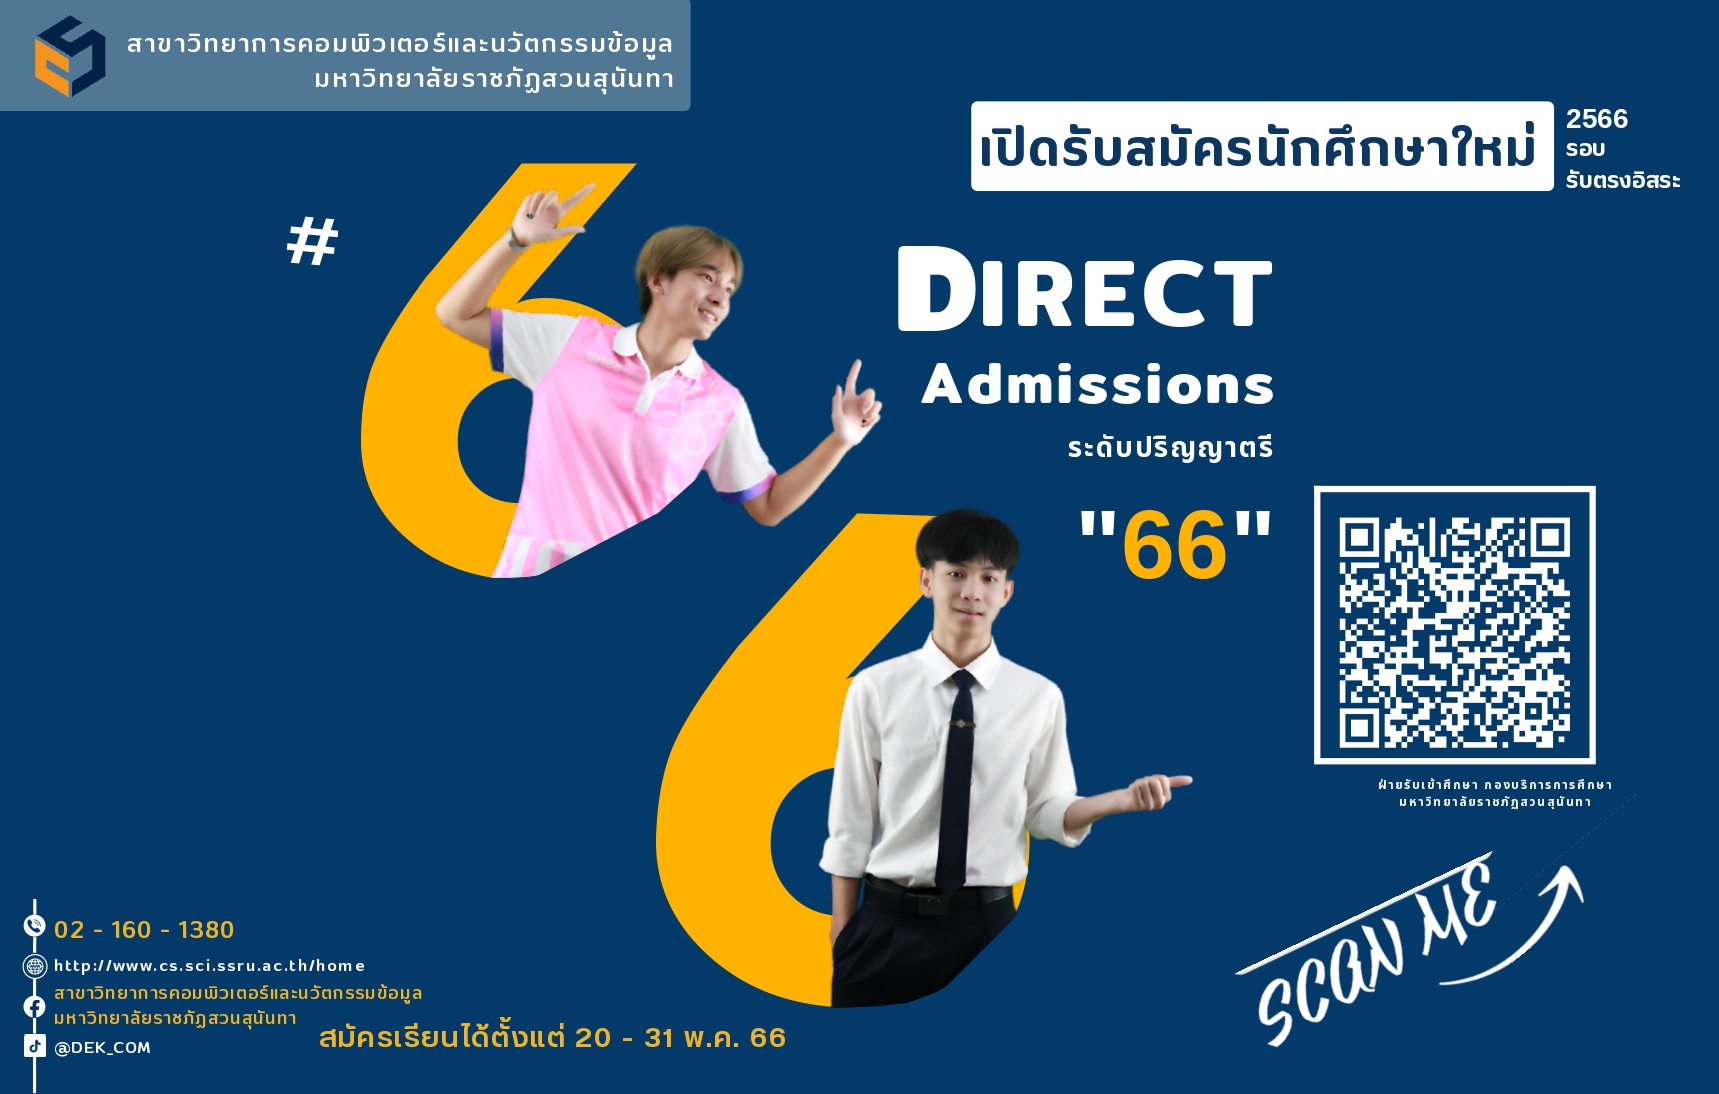 สาขาวิทยาการคอมพิวเตอร์และนวัตกรรมข้อมูล
มหาวิทยาลัยราชภัฏสวนสุนันทา
เปิดรับสมัครนักศึกษาใหม่
2566
รอบ
รับตรงอิสระ
#
66
DIRECT
Admissions
ระดับปริญญาตรี
"66"
ฝ่ายรับเข้าศึกษา กองบริการการศึกษา
มหาวิทยาลัยราชภัฏสวนสุนันทา
SCAN ME
02 - 160 - 1380
http://www.cs.sci.ssru.ac.th/home
สาขาวิทยาการคอมพิวเตอร์และนวัตกรรมข้อมูล
มหาวิทยาลัยราชภัฏสวนสุนันทา
@DEK_COM
สมัครเรียนได้ตั้งแต่ 20 - 31 พ.ค. 66